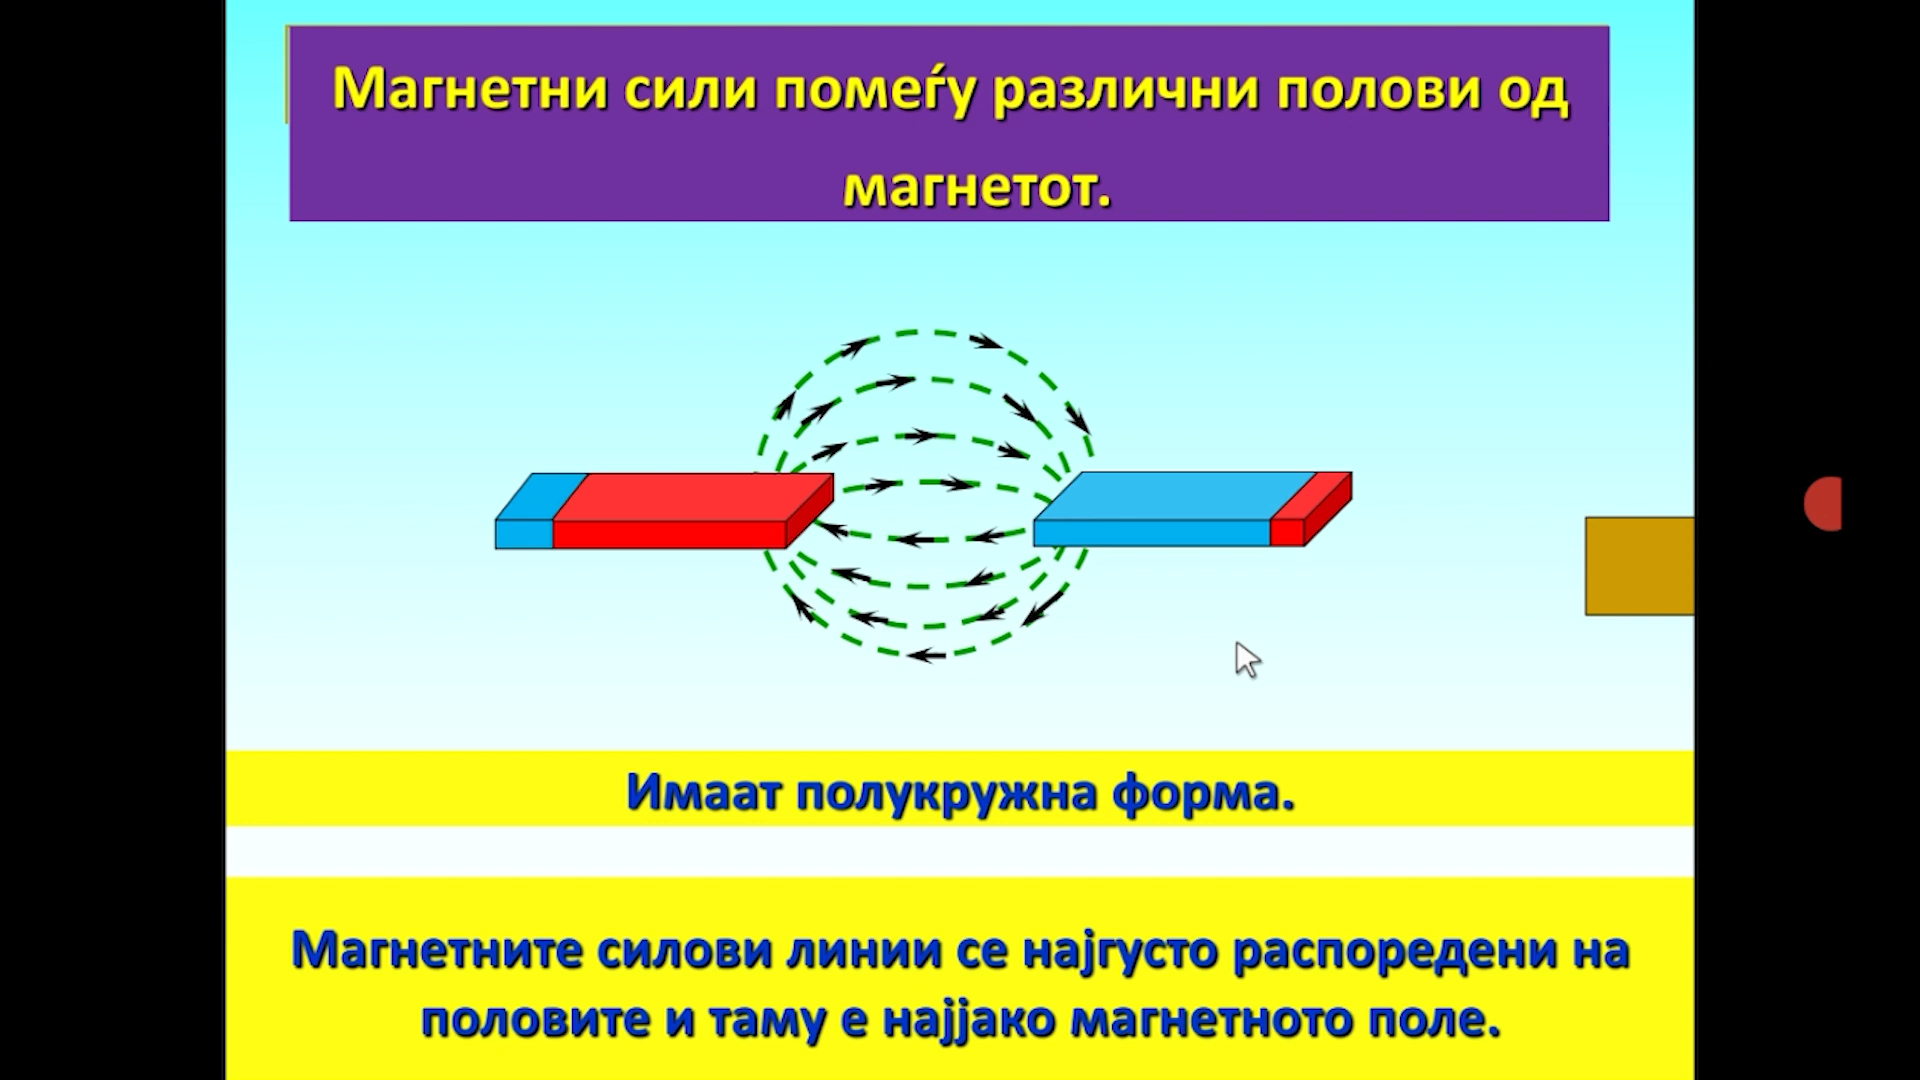 Магнетни сили помеѓу различни полови од
магнетот.
Имаат полукружна форма.
Магнетните силови линии се најгусто распоредени на
половите и таму е најјако магнетното поле.